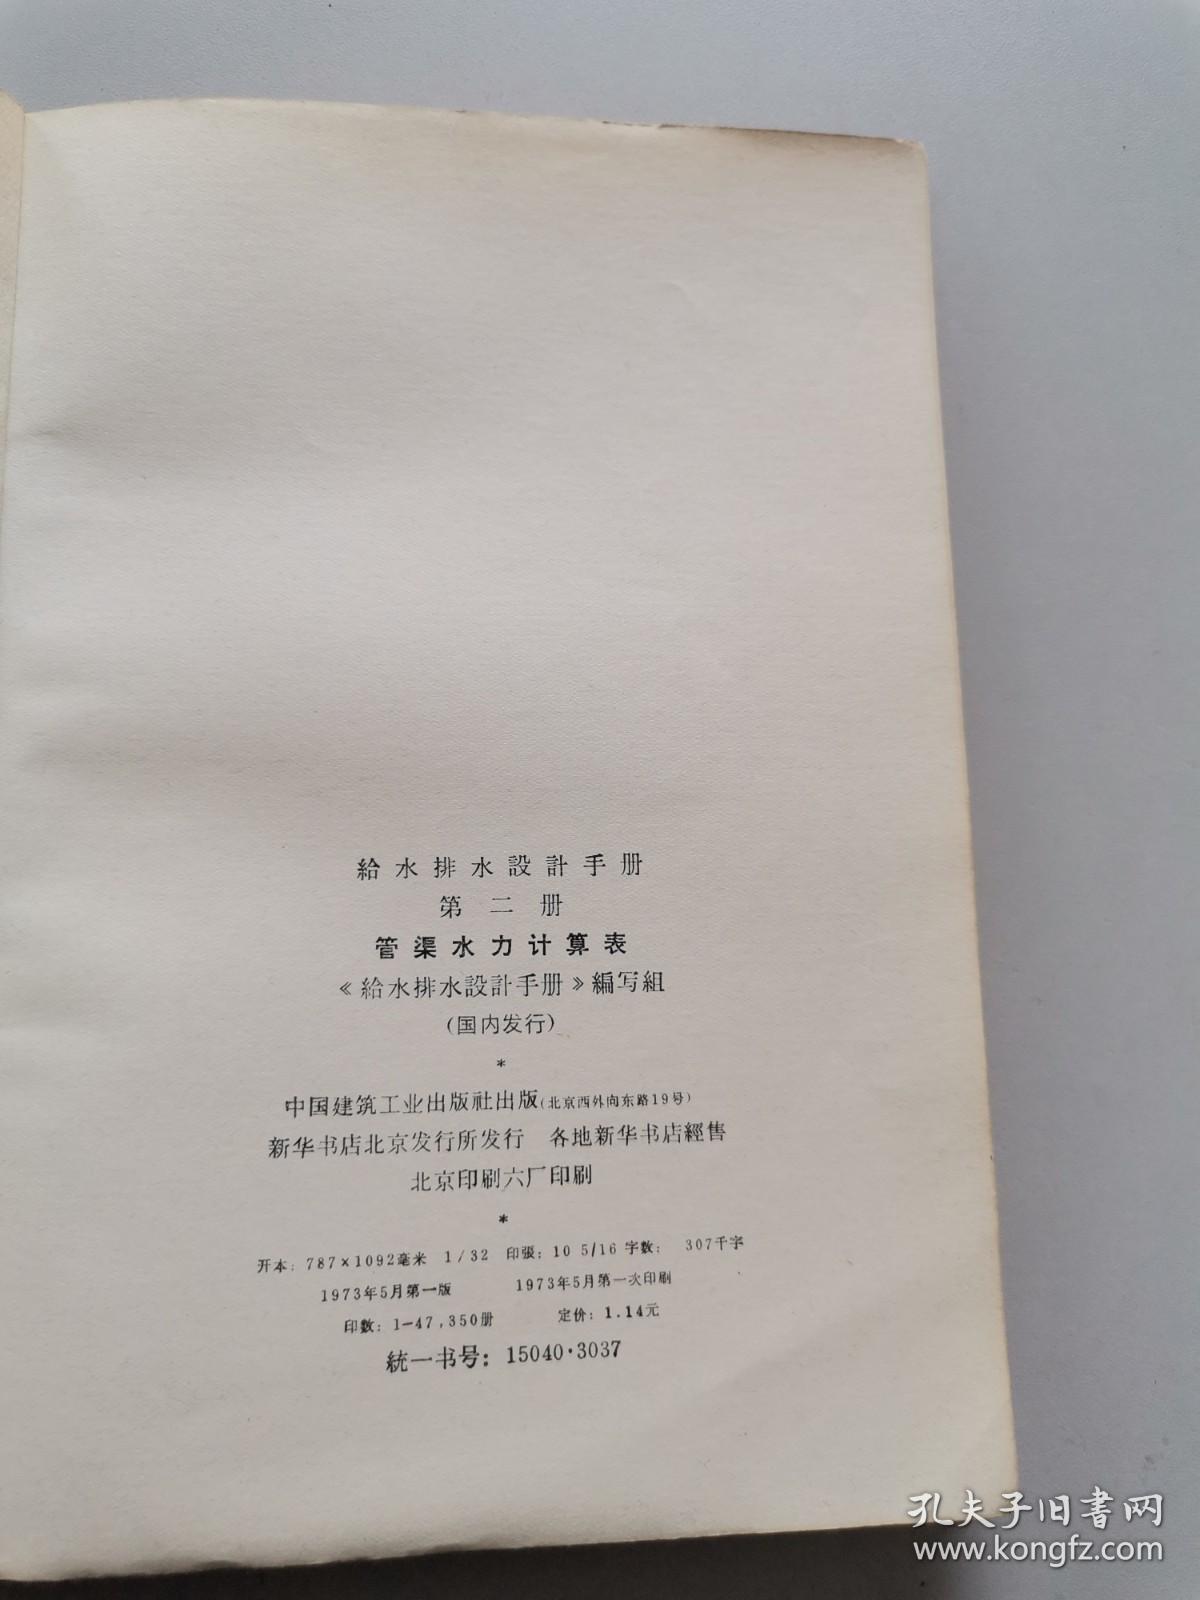 給水排水設計手册
第二册
管渠水力计算表
《給水排水設計手册》編写組
(国内发行)
*
中国建筑工业出版社出版(北京西外向东路19号)
新华书店北京发行所发行 各地新华书店經售
北京印刷六厂印刷
*
开本: 787×1092毫米 1/32 印張: 10 5/16 字数: 307千字
1973年5月第一版 1973年5月第一次印刷
印数: 1—47,350册 定价: 1.14元
統一书号: 15040·3037
孔夫子旧書网
www.kongfz.com